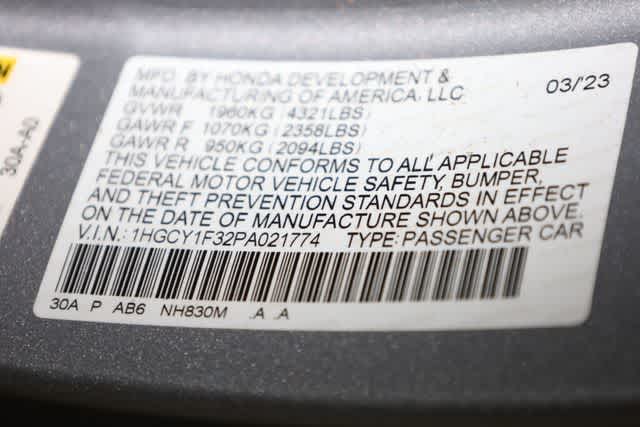 MFD. BY HONDA DEVELOPMENT &
MANUFACTURING OF AMERICA, LLC 03/'23
GVWR 1960KG (4321LBS)
GAWR F 1070KG (2358LBS)
GAWR R 950KG (2094LBS)
THIS VEHICLE CONFORMS TO ALL APPLICABLE
FEDERAL MOTOR VEHICLE SAFETY, BUMPER,
AND THEFT PREVENTION STANDARDS IN EFFECT
ON THE DATE OF MANUFACTURE SHOWN ABOVE.
V.I.N.: 1HGCY1F32PA021774 TYPE: PASSENGER CAR
30A P AB6 NH830M .A .A
30A-A0